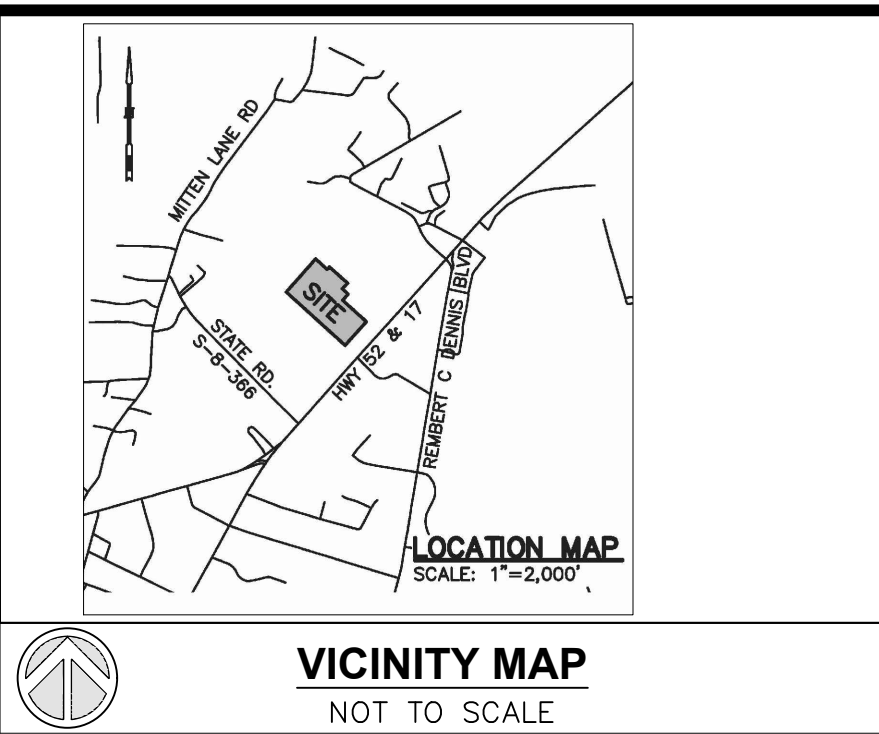 MITTEN LANE RD
SITE
STATE RD.
S-8-366
HWY 52 & 17
REMBERT C DENNIS BLVD
LOCATION MAP
SCALE: 1"=2,000'
VICINITY MAP
NOT TO SCALE